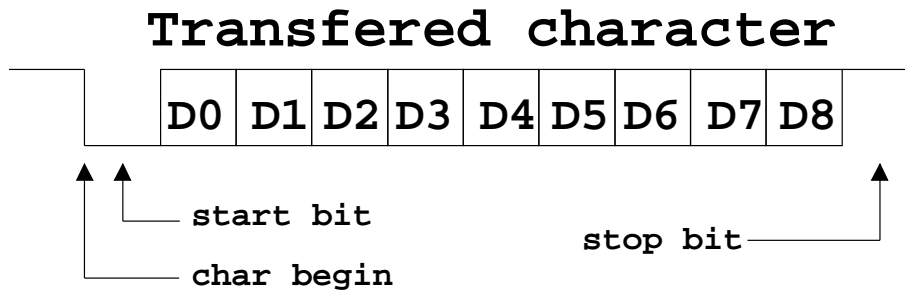 Transfered character
D0 D1 D2 D3 D4 D5 D6 D7 D8
start bit
stop bit
char begin